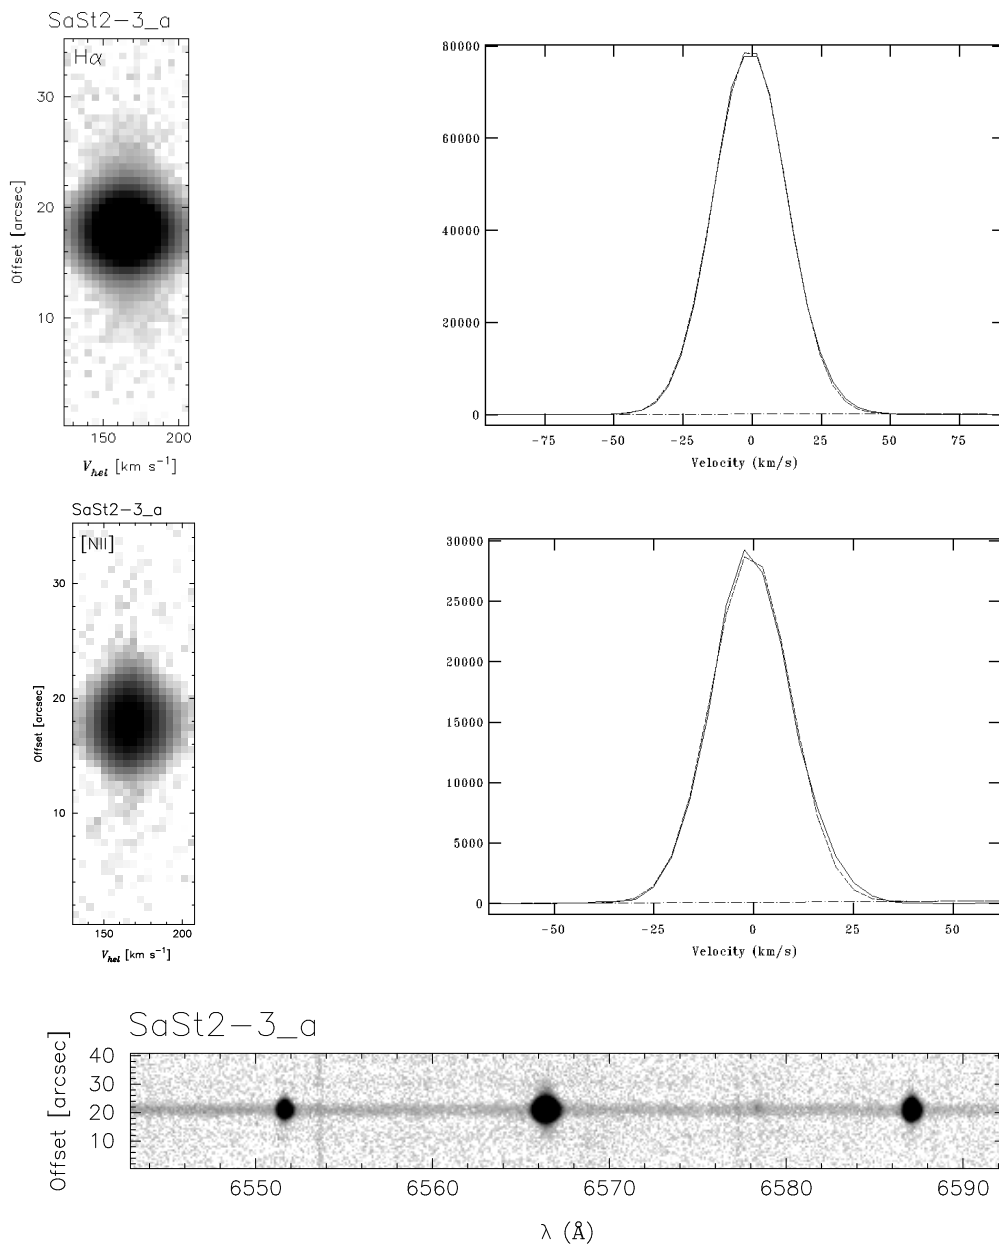 SaSt2-3_a
Hα
30
20
10
Offset [arcsec]
150 200
V_hel [km s⁻¹]
80000
60000
40000
20000
0
-75 -50 -25 0 25 50 75
Velocity (km/s)
SaSt2-3_a
[NII]
30
20
10
Offset [arcsec]
150 200
V_hel [km s⁻¹]
30000
25000
20000
15000
10000
5000
0
-50 -25 0 25 50
Velocity (km/s)
SaSt2-3_a
40
30
20
10
Offset [arcsec]
6550 6560 6570 6580 6590
λ (Å)